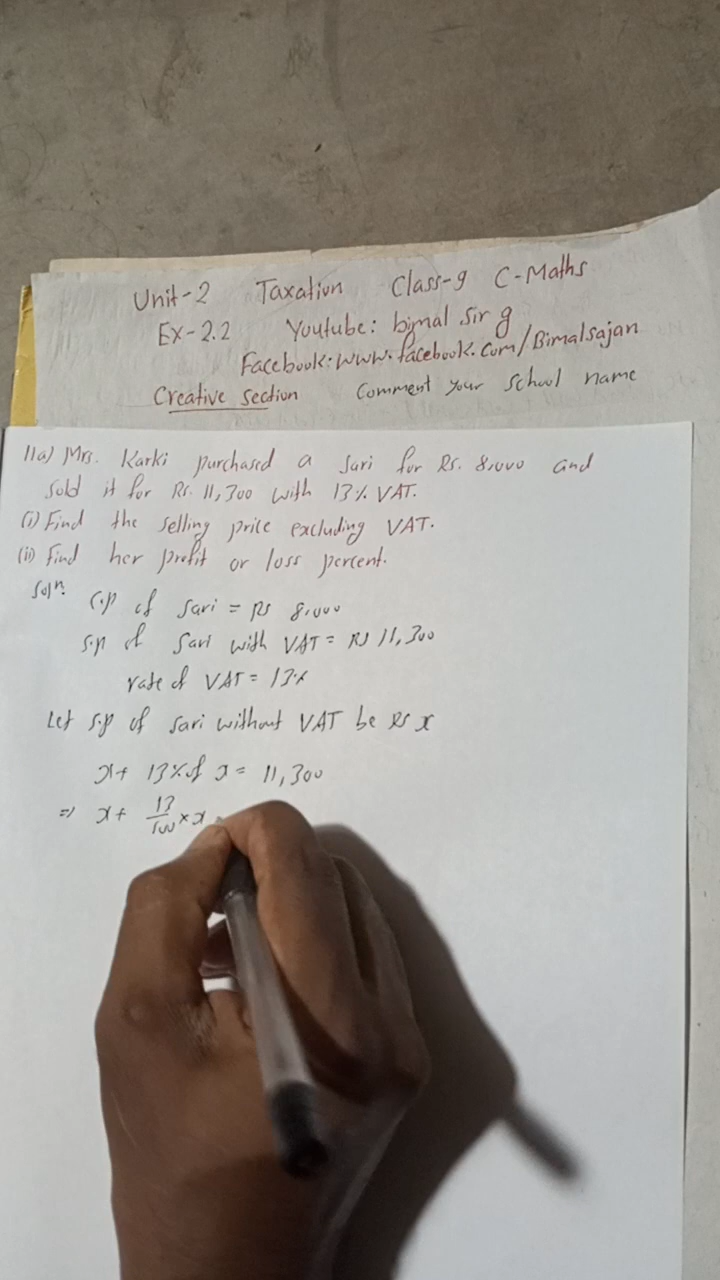 Unit-2 Taxation Class-9 C-Maths
Ex-2.2 Youtube: bimal sir g
Facebook: www.facebook.com/Bimalsajan
Creative section Comment your school name
11a) Mrs. Karki purchased a sari for Rs. 8,000 and
sold it for Rs. 11,300 with 13% VAT.
(i) Find the selling price excluding VAT.
(ii) Find her profit or loss percent.
Soln:
C.P of sari = Rs 8,000
S.P of Sari with VAT = Rs 11,300
rate of VAT = 13%
Let S.P of sari without VAT be Rs x
x + 13% of x = 11,300
⇒ x + 13/100 × x